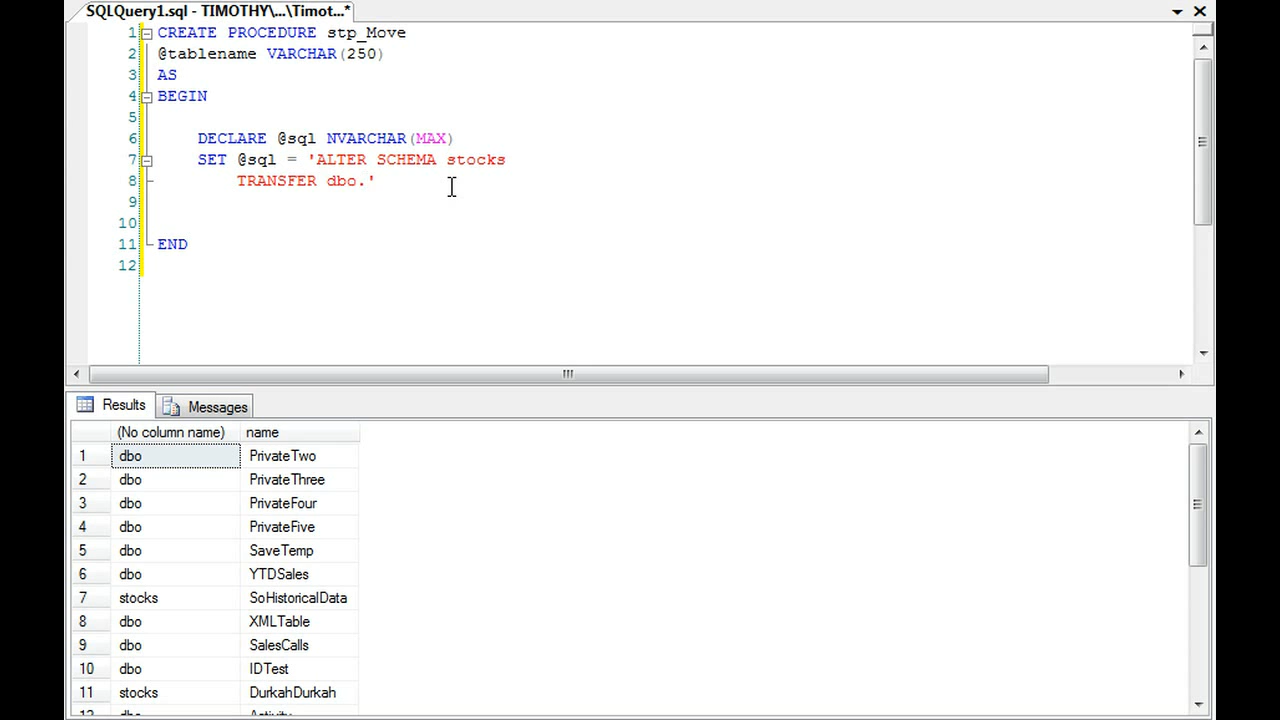 SQLQuery1.sql - TIMOTHY\...\Timot...*
1 CREATE PROCEDURE stp_Move
2 @tablename VARCHAR(250)
3 AS
4 BEGIN
5
6 DECLARE @sql NVARCHAR(MAX)
7 SET @sql = 'ALTER SCHEMA stocks
8 TRANSFER dbo.'
9
10
11 END
12
Results Messages
(No column name) name
1 dbo PrivateTwo
2 dbo PrivateThree
3 dbo PrivateFour
4 dbo PrivateFive
5 dbo SaveTemp
6 dbo YTDSales
7 stocks SoHistoricalData
8 dbo XMLTable
9 dbo SalesCalls
10 dbo IDTest
11 stocks DurkahDurkah
12 dbo Activity